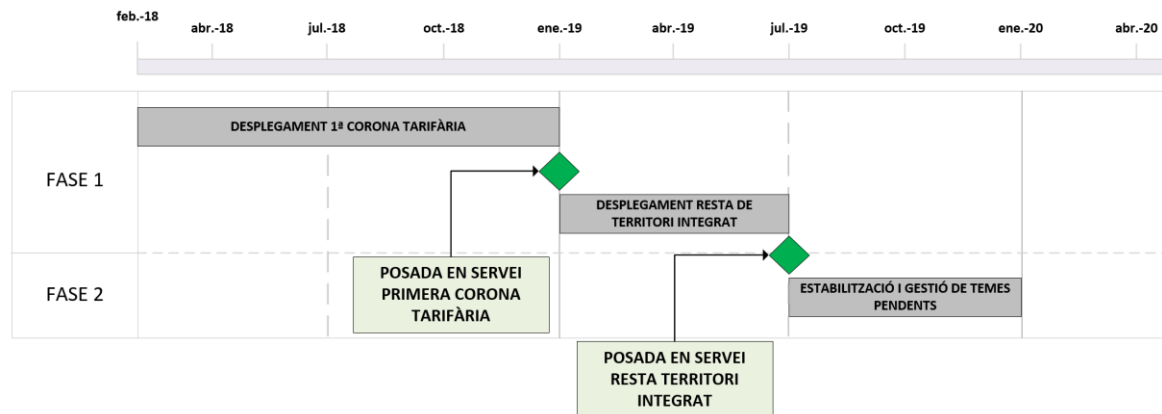 feb.-18
abr.-18
jul.-18
oct.-18
ene.-19
abr.-19
jul.-19
oct.-19
ene.-20
abr.-20
DESPLEGAMENT 1ª CORONA TARIFÀRIA
FASE 1
DESPLEGAMENT RESTA DE
TERRITORI INTEGRAT
POSADA EN SERVEI
PRIMERA CORONA
TARIFÀRIA
FASE 2
ESTABILITZACIÓ I GESTIÓ DE TEMES
PENDENTS
POSADA EN SERVEI
RESTA TERRITORI
INTEGRAT